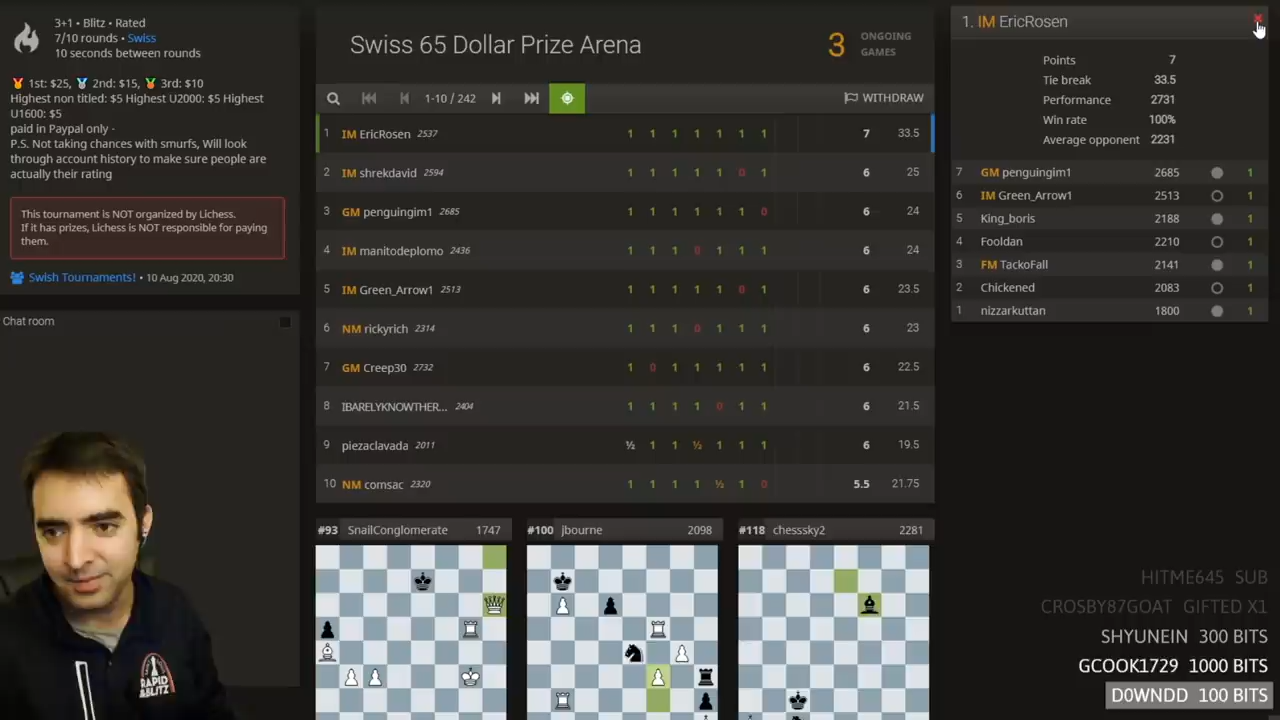 3+1 • Blitz • Rated
7/10 rounds • Swiss
10 seconds between rounds
🥇 1st: $25, 🥈 2nd: $15, 🥉 3rd: $10
Highest non titled: $5 Highest U2000: $5 Highest
U1600: $5
paid in Paypal only -
P.S. Not taking chances with smurfs, Will look
through account history to make sure people are
actually their rating
This tournament is NOT organized by Lichess.
If it has prizes, Lichess is NOT responsible for paying
them.
Swish Tournaments! • 10 Aug 2020, 20:30
Chat room
RAPID
&BLITZ
Swiss 65 Dollar Prize Arena
3 ONGOING
GAMES
1-10 / 242 WITHDRAW
1 IM EricRosen 2537 1 1 1 1 1 1 1 7 33.5
2 IM shrekdavid 2594 1 1 1 1 1 0 1 6 25
3 GM penguingim1 2685 1 1 1 1 1 1 0 6 24
4 IM manitodeplomo 2436 1 1 1 0 1 1 1 6 24
5 IM Green_Arrow1 2513 1 1 1 1 1 0 1 6 23.5
6 NM rickyrich 2314 1 1 1 0 1 1 1 6 23
7 GM Creep30 2732 1 0 1 1 1 1 1 6 22.5
8 IBARELYKNOWTHER... 2404 1 1 1 1 0 1 1 6 21.5
9 piezaclavada 2011 ½ 1 1 ½ 1 1 1 6 19.5
10 NM comsac 2320 1 1 1 1 ½ 1 0 5.5 21.75
#93 SnailConglomerate 1747
#100 jbourne 2098
#118 chesssky2 2281
1. IM EricRosen
Points 7
Tie break 33.5
Performance 2731
Win rate 100%
Average opponent 2231
7 GM penguingim1 2685 1
6 IM Green_Arrow1 2513 1
5 King_boris 2188 1
4 Fooldan 2210 1
3 FM TackoFall 2141 1
2 Chickened 2083 1
1 nizzarkuttan 1800 1
HITME645 SUB
CROSBY87GOAT GIFTED X1
SHYUNEIN 300 BITS
GCOOK1729 1000 BITS
D0WNDD 100 BITS